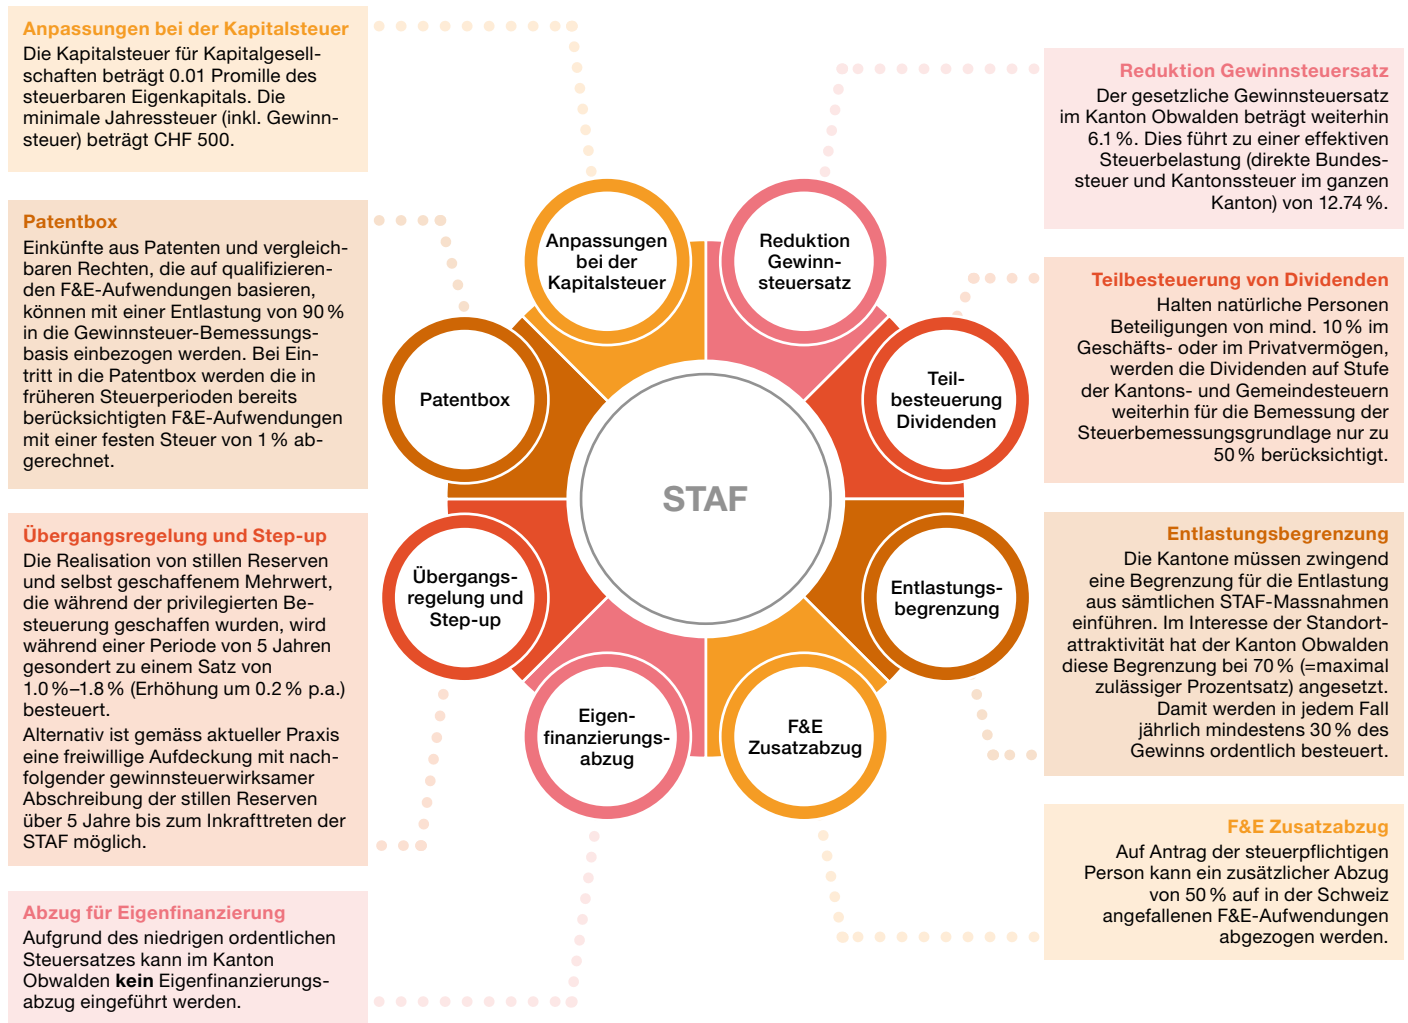 Anpassungen bei der Kapitalsteuer
Die Kapitalsteuer für Kapitalgesell-
schaften beträgt 0.01 Promille des
steuerbaren Eigenkapitals. Die
minimale Jahressteuer (inkl. Gewinn-
steuer) beträgt CHF 500.
Patentbox
Einkünfte aus Patenten und vergleich-
baren Rechten, die auf qualifizieren-
den F&E-Aufwendungen basieren,
können mit einer Entlastung von 90 %
in die Gewinnsteuer-Bemessungs-
basis einbezogen werden. Bei Ein-
tritt in die Patentbox werden die in
früheren Steuerperioden bereits
berücksichtigten F&E-Aufwendungen
mit einer festen Steuer von 1 % ab-
gerechnet.
Übergangsregelung und Step-up
Die Realisation von stillen Reserven
und selbst geschaffenem Mehrwert,
die während der privilegierten Be-
steuerung geschaffen wurden, wird
während einer Periode von 5 Jahren
gesondert zu einem Satz von
1.0 %–1.8 % (Erhöhung um 0.2 % p.a.)
besteuert.
Alternativ ist gemäss aktueller Praxis
eine freiwillige Aufdeckung mit nach-
folgender gewinnsteuerwirksamer
Abschreibung der stillen Reserven
über 5 Jahre bis zum Inkrafttreten der
STAF möglich.
Abzug für Eigenfinanzierung
Aufgrund des niedrigen ordentlichen
Steuersatzes kann im Kanton
Obwalden kein Eigenfinanzierungs-
abzug eingeführt werden.
Anpassungen
bei der
Kapitalsteuer
Reduktion
Gewinn-
steuersatz
Patentbox
Teil-
besteuerung
Dividenden
STAF
Übergangs-
regelung und
Step-up
Entlastungs-
begrenzung
Eigen-
finanzierungs-
abzug
F&E
Zusatzabzug
Reduktion Gewinnsteuersatz
Der gesetzliche Gewinnsteuersatz
im Kanton Obwalden beträgt weiterhin
6.1 %. Dies führt zu einer effektiven
Steuerbelastung (direkte Bundes-
steuer und Kantonssteuer im ganzen
Kanton) von 12.74 %.
Teilbesteuerung von Dividenden
Halten natürliche Personen
Beteiligungen von mind. 10 % im
Geschäfts- oder im Privatvermögen,
werden die Dividenden auf Stufe
der Kantons- und Gemeindesteuern
weiterhin für die Bemessung der
Steuerbemessungsgrundlage nur zu
50 % berücksichtigt.
Entlastungsbegrenzung
Die Kantone müssen zwingend
eine Begrenzung für die Entlastung
aus sämtlichen STAF-Massnahmen
einführen. Im Interesse der Standort-
attraktivität hat der Kanton Obwalden
diese Begrenzung bei 70 % (=maximal
zulässiger Prozentsatz) angesetzt.
Damit werden in jedem Fall
jährlich mindestens 30 % des
Gewinns ordentlich besteuert.
F&E Zusatzabzug
Auf Antrag der steuerpflichtigen
Person kann ein zusätzlicher Abzug
von 50 % auf in der Schweiz
angefallenen F&E-Aufwendungen
abgezogen werden.